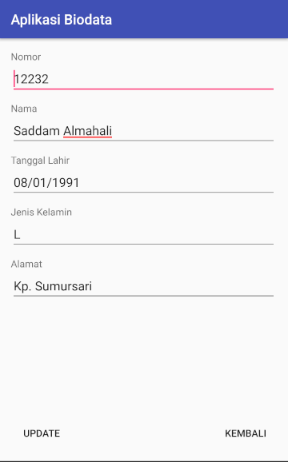 Aplikasi Biodata
Nomor
12232
Nama
Saddam Almahali
Tanggal Lahir
08/01/1991
Jenis Kelamin
L
Alamat
Kp. Sumursari
UPDATE KEMBALI